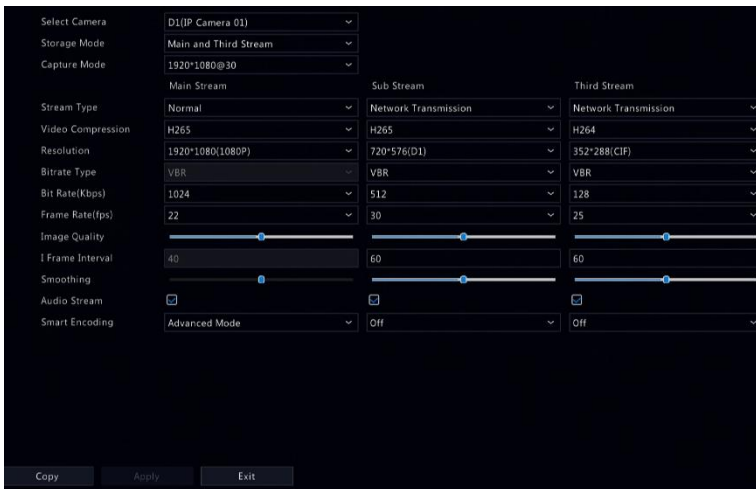 Select Camera D1(IP Camera 01)
Storage Mode Main and Third Stream
Capture Mode 1920*1080@30
Main Stream Sub Stream Third Stream
Stream Type Normal Network Transmission Network Transmission
Video Compression H265 H265 H264
Resolution 1920*1080(1080P) 720*576(D1) 352*288(CIF)
Bitrate Type VBR VBR VBR
Bit Rate(Kbps) 1024 512 128
Frame Rate(fps) 22 30 25
Image Quality
I Frame Interval 40 60 60
Smoothing
Audio Stream
Smart Encoding Advanced Mode Off Off
Copy Apply Exit